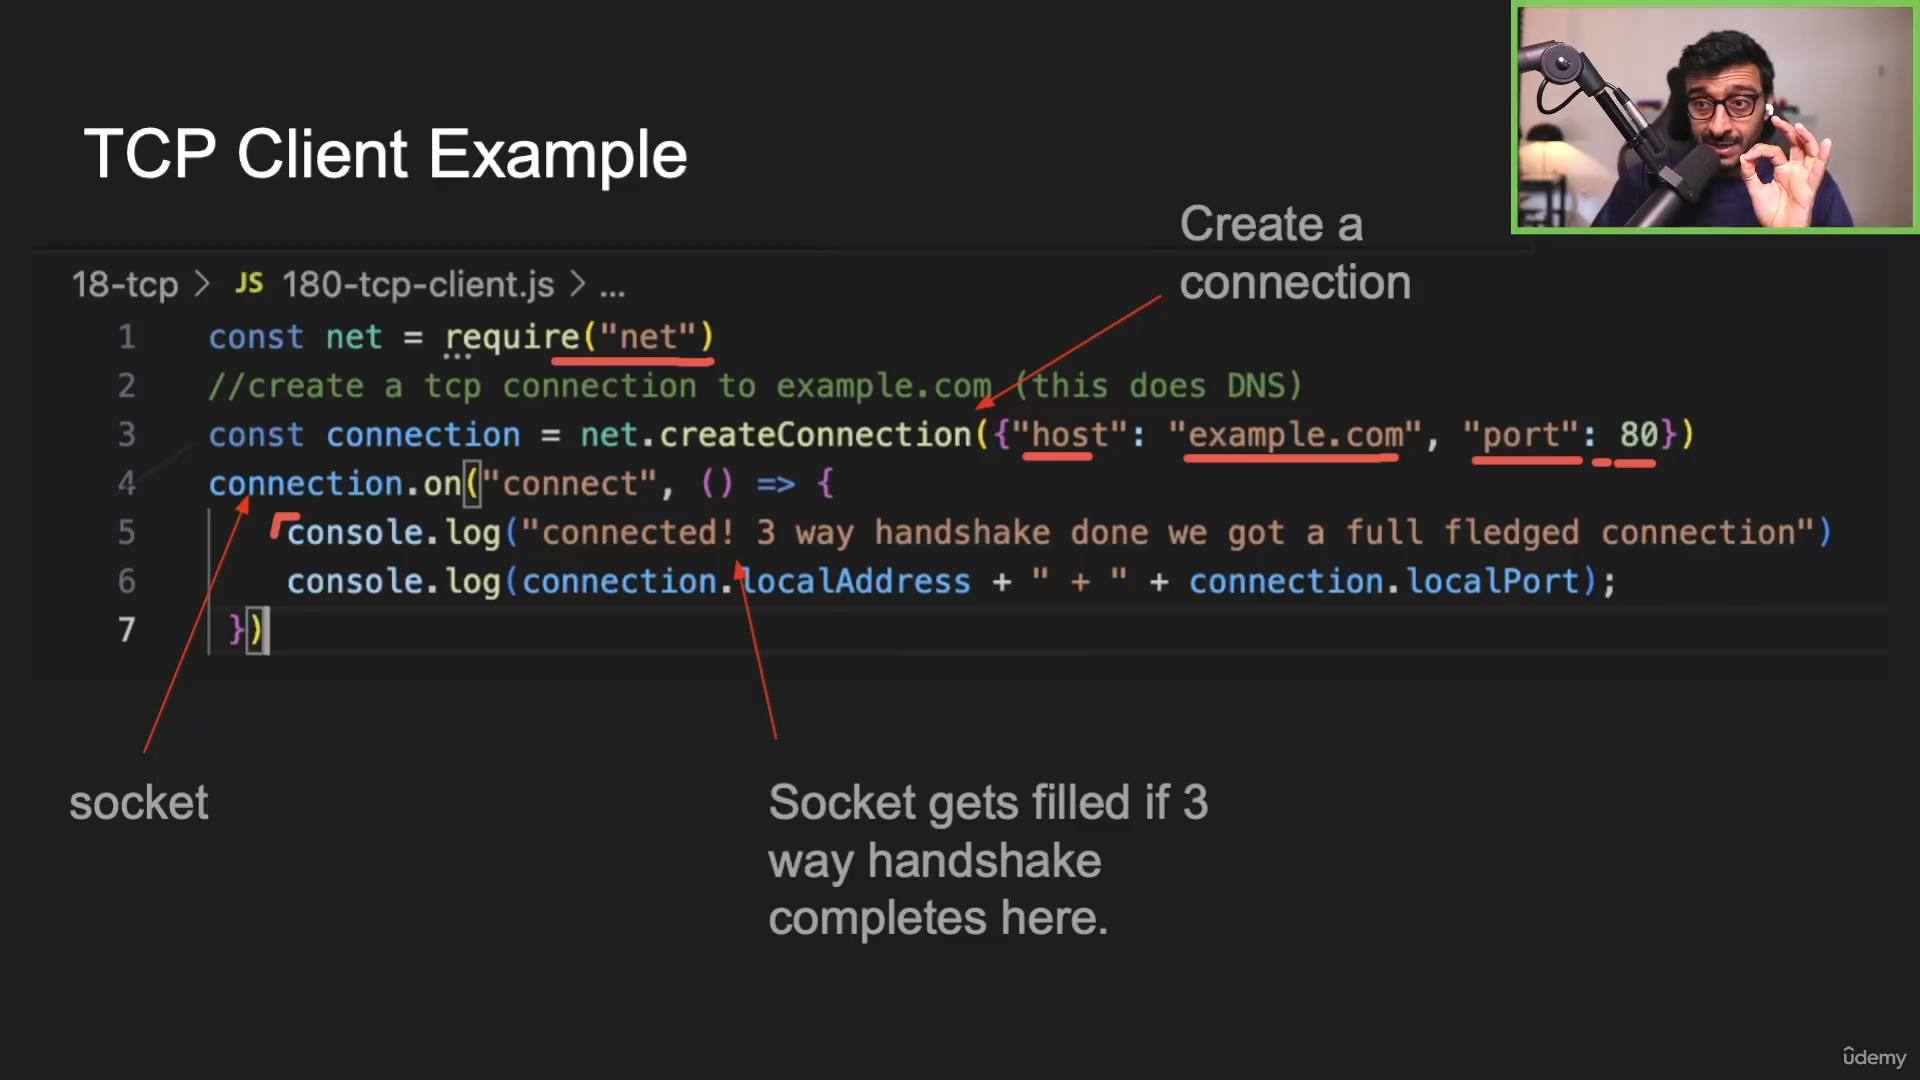 TCP Client Example
Create a
connection
18-tcp > JS 180-tcp-client.js > ...
1 const net = require("net")
2 //create a tcp connection to example.com (this does DNS)
3 const connection = net.createConnection({"host": "example.com", "port": 80})
4 connection.on("connect", () => {
5 console.log("connected! 3 way handshake done we got a full fledged connection")
6 console.log(connection.localAddress + " + " + connection.localPort);
7 })
socket
Socket gets filled if 3
way handshake
completes here.
ûdemy